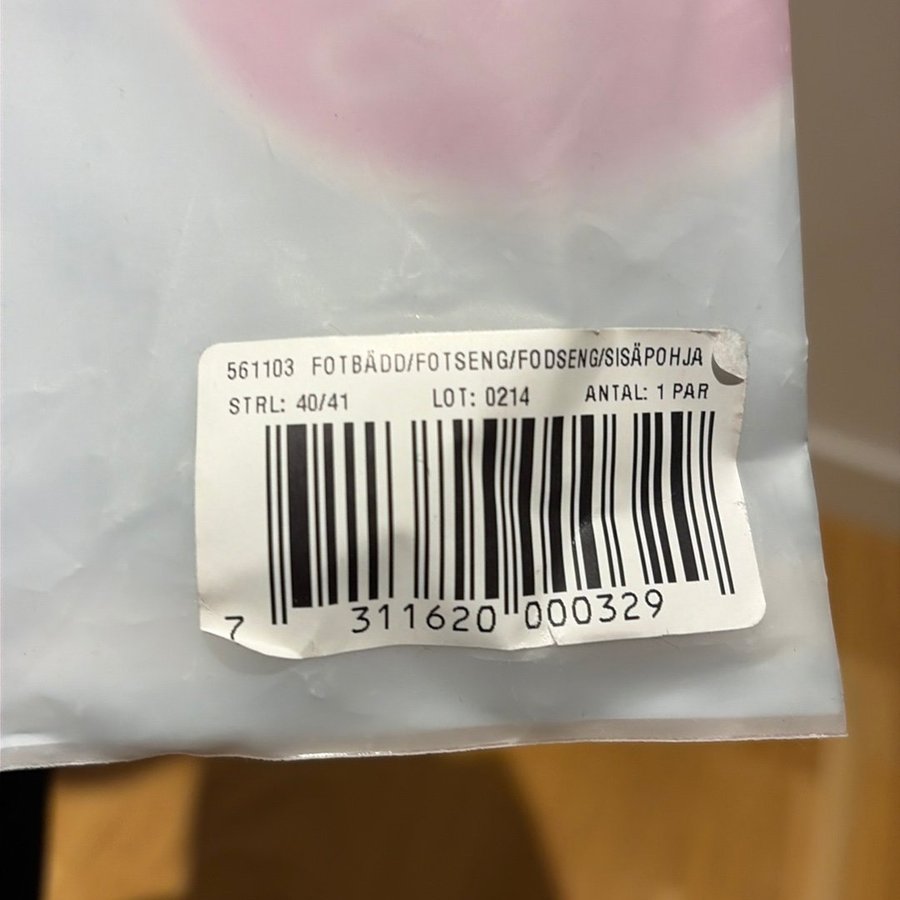 561103 FOTBÄDD/FOTSENG/FODSENG/SISÄPOHJA
STRL: 40/41 LOT: 0214 ANTAL: 1 PAR
7 311620 000329